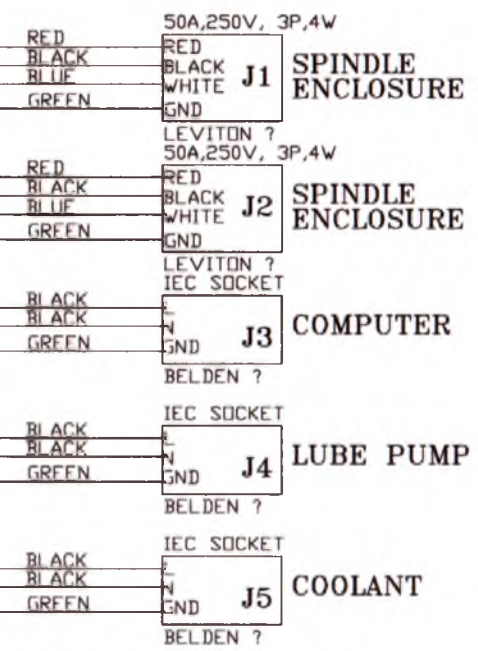 50A,250V, 3P,4W
RED RED
BLACK BLACK
BLUE WHITE
GREEN GND
J1
SPINDLE
ENCLOSURE
LEVITON ?
50A,250V, 3P,4W
RED RED
BLACK BLACK
BLUE WHITE
GREEN GND
J2
SPINDLE
ENCLOSURE
LEVITON ?
IEC SOCKET
BLACK L
BLACK N
GREEN GND
J3
COMPUTER
BELDEN ?
IEC SOCKET
BLACK L
BLACK N
GREEN GND
J4
LUBE PUMP
BELDEN ?
IEC SOCKET
BLACK L
BLACK N
GREEN GND
J5
COOLANT
BELDEN ?